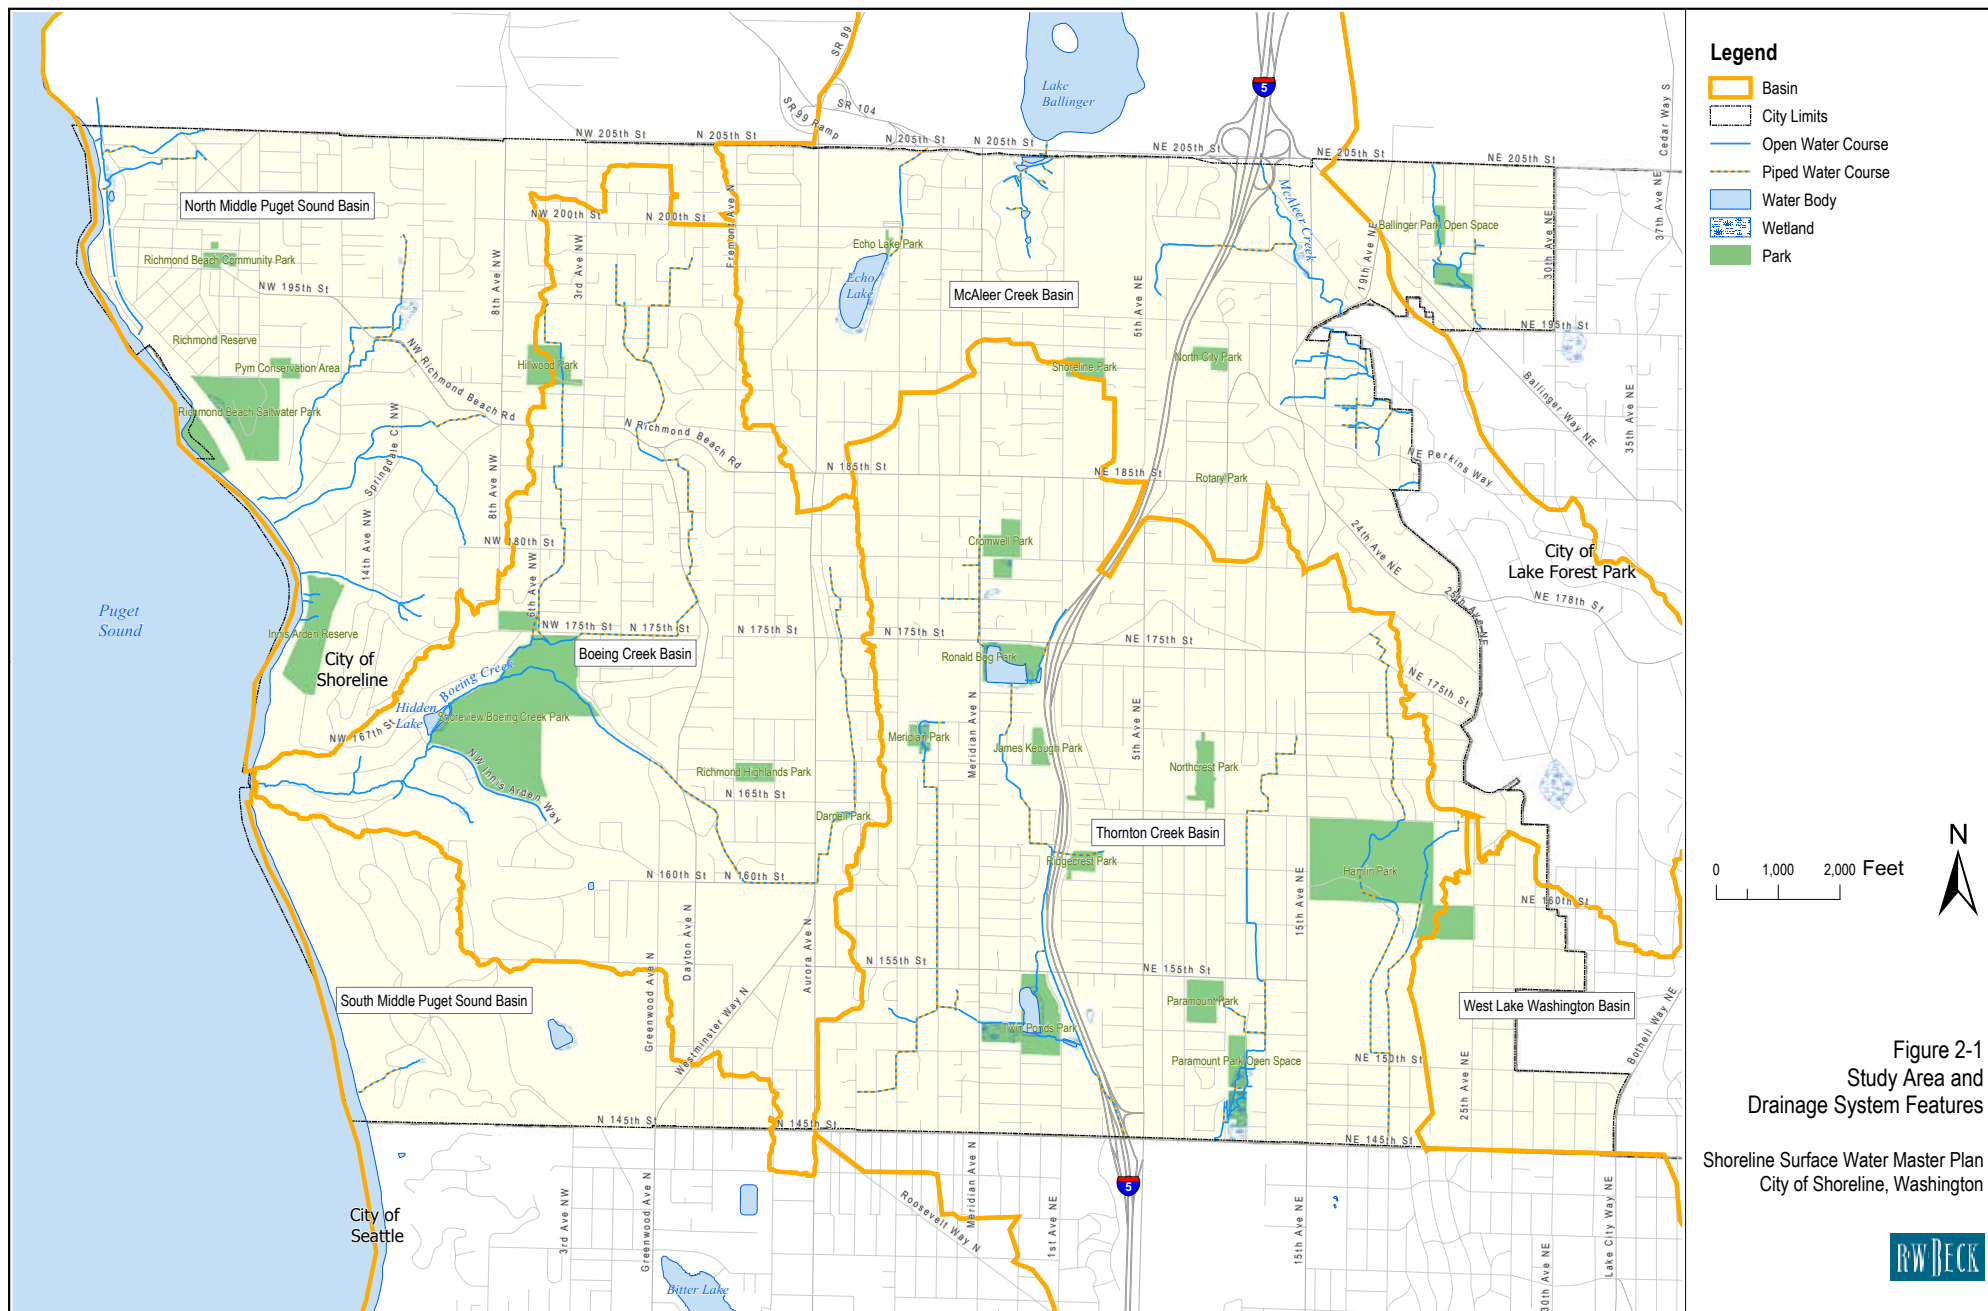 SR 99
SR 99 Ramp
SR 104
Lake
Ballinger
5
NW 205th St
N 205th St
N 205th St
N 205th St
NE 205th St
NE 205th St
NE 205th St
Cedar Way S
North Middle Puget Sound Basin
NW 200th St
N 200th St
Fremont Ave N
McAleer Creek
19th Ave NE
Ballinger Park Open Space
30th Ave NE
37th Ave NE
Richmond Beach Community Park
NW 195th St
8th Ave NW
3rd Ave NW
Echo Lake Park
Echo
Lake
McAleer Creek Basin
5th Ave NE
NE 195th St
Richmond Reserve
Pym Conservation Area
NW Richmond Beach Rd
Hillwood Park
Shoreline Park
North City Park
Ballinger Way NE
35th Ave NE
Richmond Beach Saltwater Park
Springdale Ct NW
N Richmond Beach Rd
N 185th St
NE 185th St
Rotary Park
NE Perkins Way
8th Ave NW
14th Ave NW
NW 180th St
6th Ave NW
Cromwell Park
24th Ave NE
25th Ave NE
City of
Lake Forest Park
NE 178th St
Puget
Sound
Innis Arden Reserve
City of
Shoreline
NW 175th St
N 175th St
N 175th St
N 175th St
NE 175th St
NE 175th St
Boeing Creek Basin
Boeing Creek
Ronald Bog Park
Hidden
Lake
Shoreview Boeing Creek Park
NW 167th St
NW Innis Arden Way
Meridian Park
Meridian Ave N
James Keough Park
5th Ave NE
Northcrest Park
Richmond Highlands Park
N 165th St
Darnell Park
Thornton Creek Basin
Ridgecrest Park
Hamlin Park
N 160th St
N 160th St
NE 160th St
15th Ave NE
Greenwood Ave N
Dayton Ave N
Aurora Ave N
N 155th St
NE 155th St
South Middle Puget Sound Basin
Westminster Way N
Twin Ponds Park
Paramount Park
Paramount Park Open Space
West Lake Washington Basin
NE 150th St
25th Ave NE
Bothell Way NE
N 145th St
N 145th St
NE 145th St
5
City of
Seattle
3rd Ave NW
Greenwood Ave N
Bitter Lake
Roosevelt Way N
Meridian Ave N
1st Ave NE
15th Ave NE
30th Ave NE
Lake City Way NE
Legend
Basin
City Limits
Open Water Course
Piped Water Course
Water Body
Wetland
Park
N
0 1,000 2,000 Feet
Figure 2-1
Study Area and
Drainage System Features
Shoreline Surface Water Master Plan
City of Shoreline, Washington
RW BECK